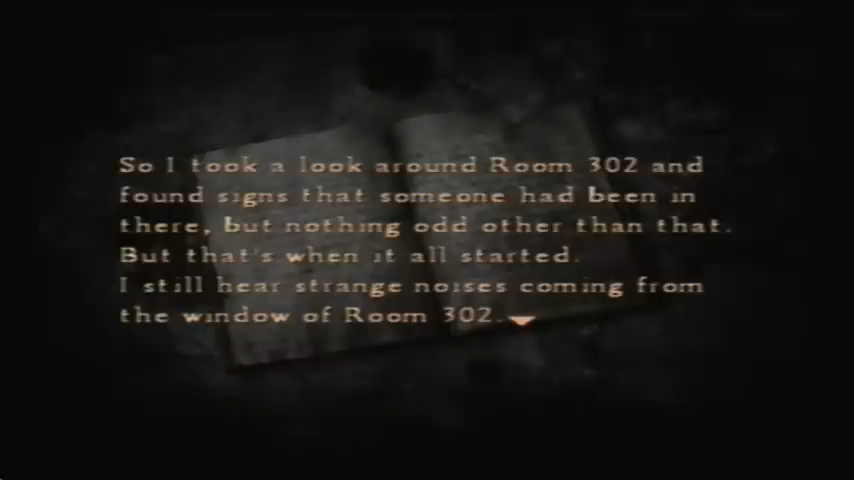 So I took a look around Room 302 and
found signs that someone had been in
there, but nothing odd other than that.
But that's when it all started.
I still hear strange noises coming from
the window of Room 302.